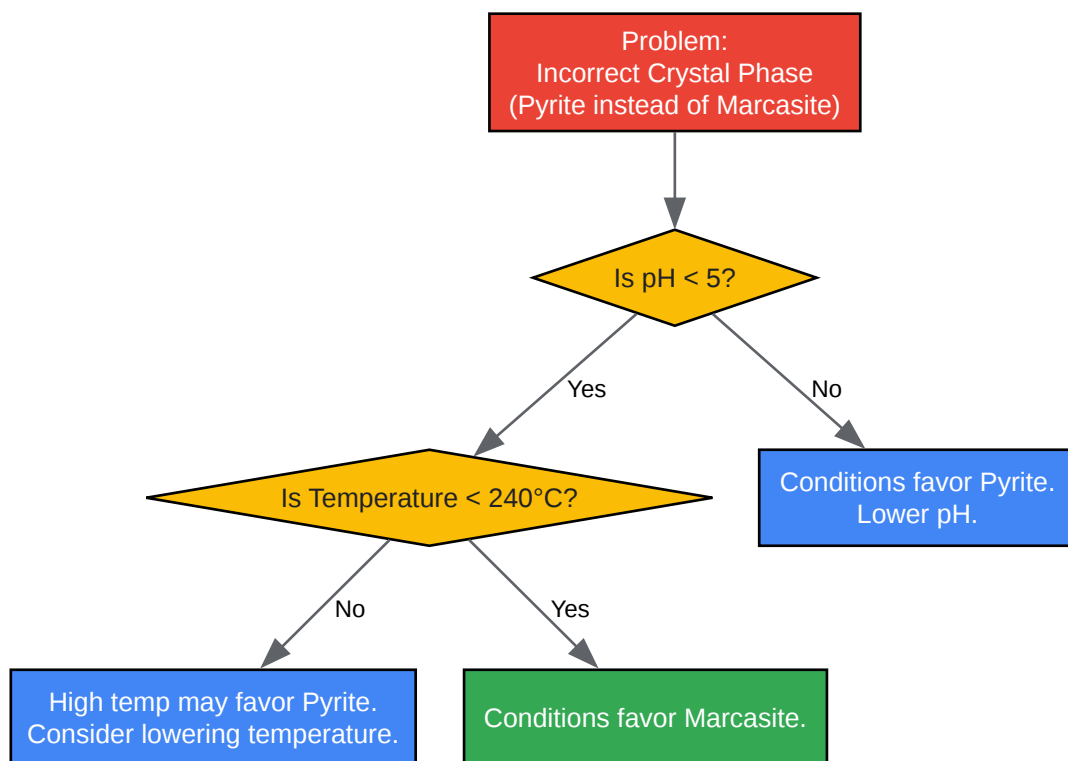 Problem:
Incorrect Crystal Phase
(Pyrite instead of Marcasite)
Is pH < 5?
Yes
No
Is Temperature < 240°C?
Conditions favor Pyrite.
Lower pH.
No
Yes
High temp may favor Pyrite.
Consider lowering temperature.
Conditions favor Marcasite.